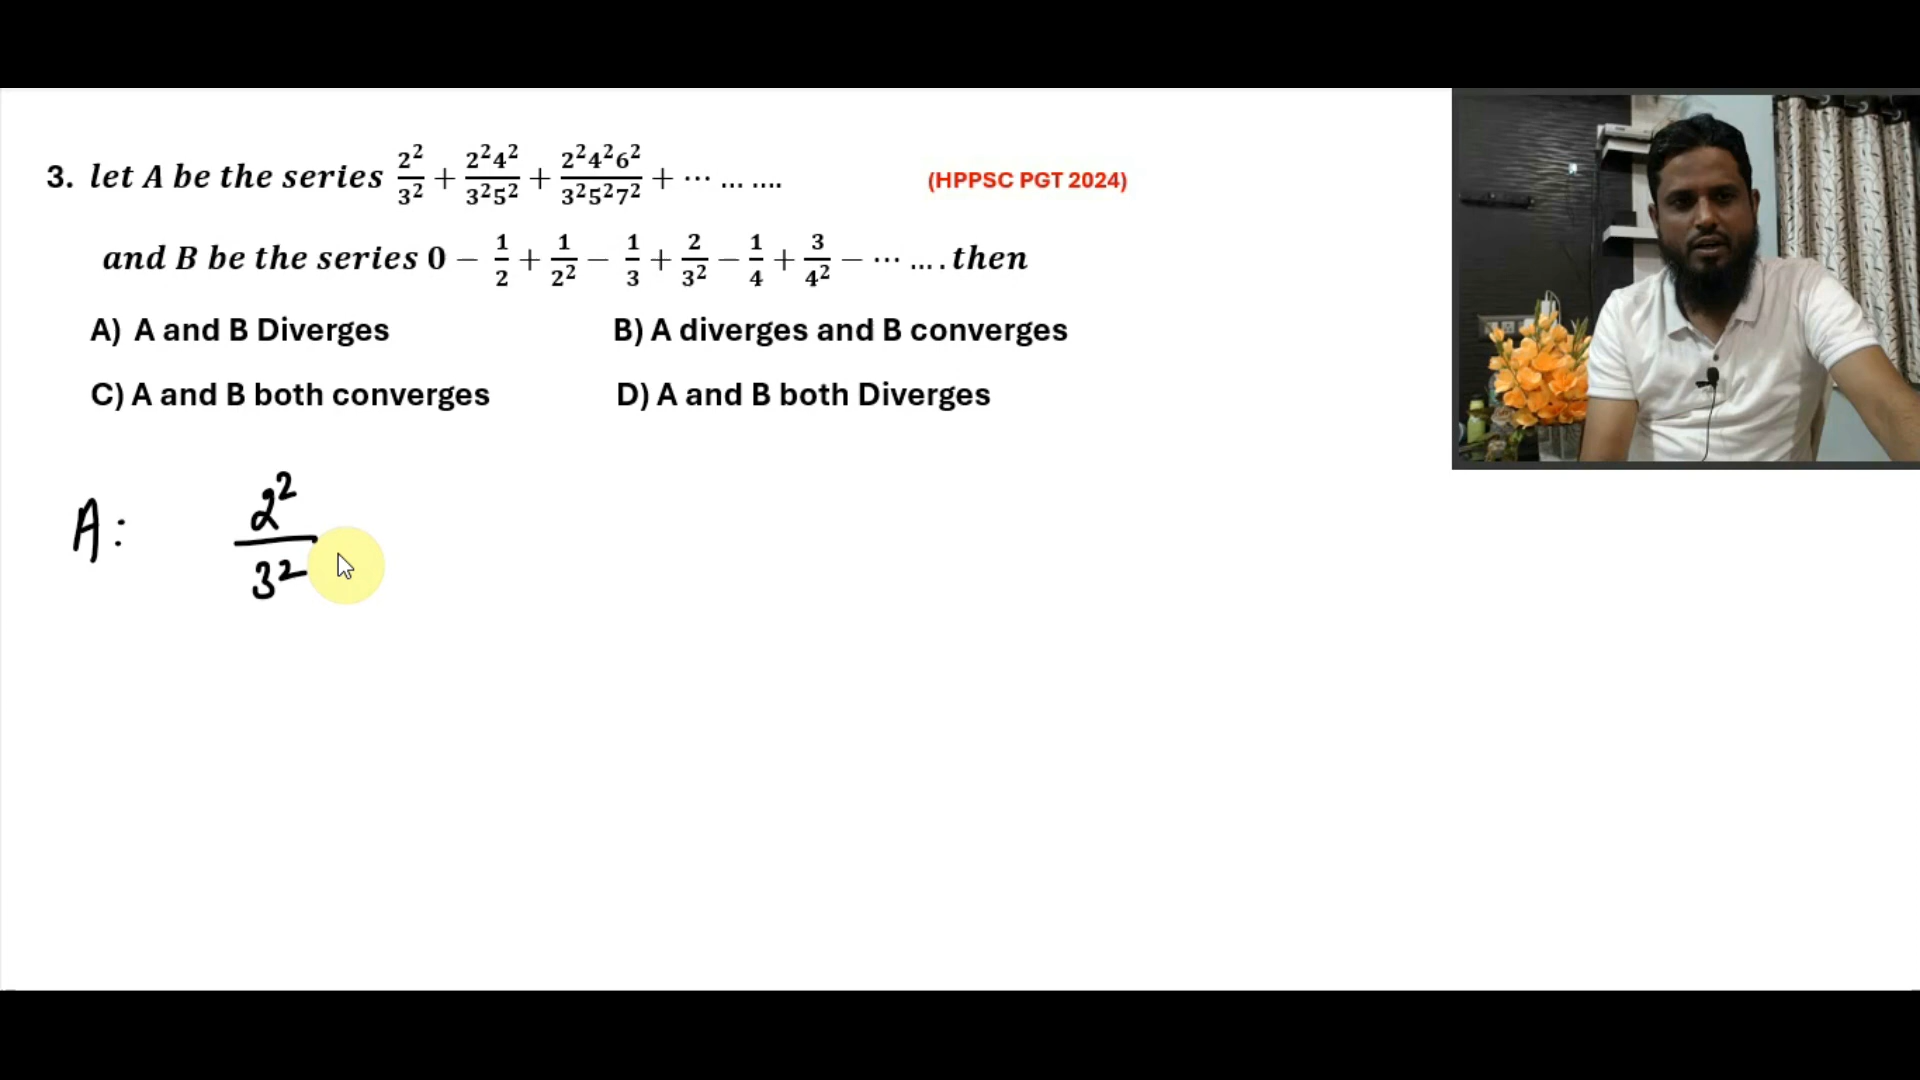 3. let A be the series 2²/3² + 2²4²/3²5² + 2²4²6²/3²5²7² + ⋯ … …. (HPPSC PGT 2024)
and B be the series 0 − 1/2 + 1/2² − 1/3 + 2/3² − 1/4 + 3/4² − ⋯ …. then
A) A and B Diverges B) A diverges and B converges
C) A and B both converges D) A and B both Diverges
A: 2²/3²